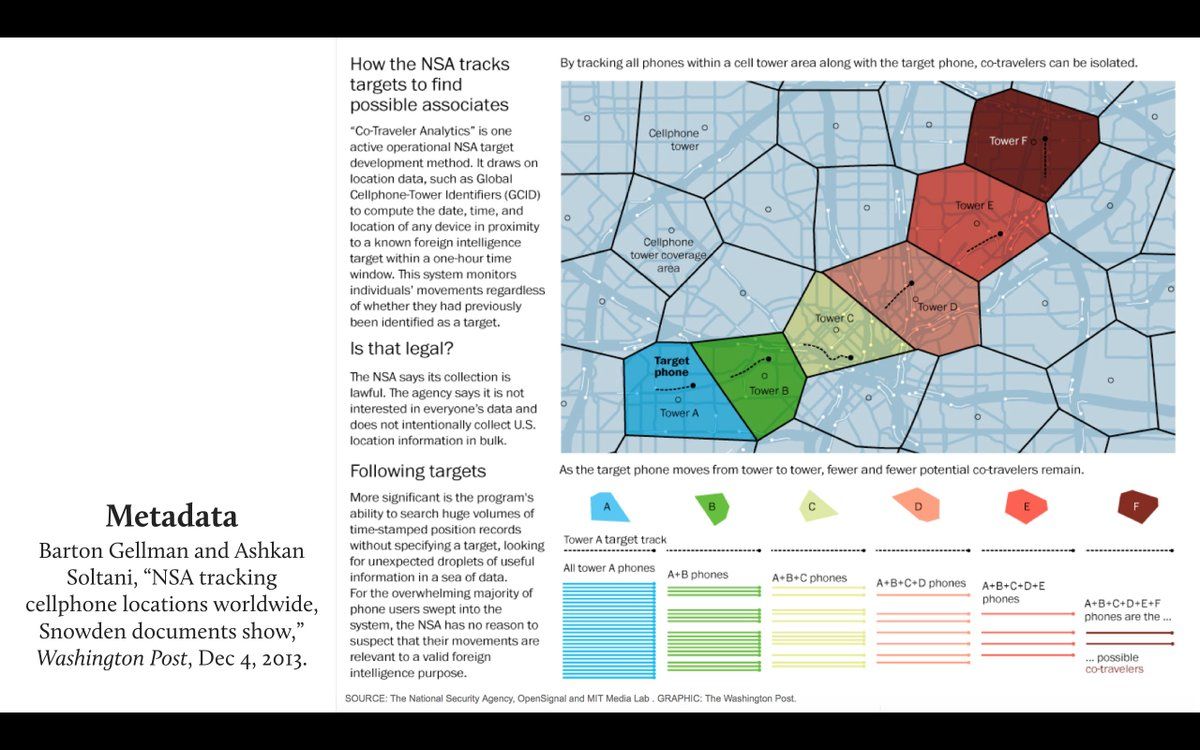 Metadata
Barton Gellman and Ashkan
Soltani, “NSA tracking
cellphone locations worldwide,
Snowden documents show,”
Washington Post, Dec 4, 2013.
How the NSA tracks
targets to find
possible associates
“Co-Traveler Analytics” is one
active operational NSA target
development method. It draws on
location data, such as Global
Cellphone-Tower Identifiers (GCID)
to compute the date, time, and
location of any device in proximity
to a known foreign intelligence
target within a one-hour time
window. This system monitors
individuals’ movements regardless
of whether they had previously
been identified as a target.
Is that legal?
The NSA says its collection is
lawful. The agency says it is not
interested in everyone’s data and
does not intentionally collect U.S.
location information in bulk.
Following targets
More significant is the program's
ability to search huge volumes of
time-stamped position records
without specifying a target, looking
for unexpected droplets of useful
information in a sea of data.
For the overwhelming majority of
phone users swept into the
system, the NSA has no reason to
suspect that their movements are
relevant to a valid foreign
intelligence purpose.
By tracking all phones within a cell tower area along with the target phone, co-travelers can be isolated.
Cellphone
tower
Tower F
Tower E
Cellphone
tower coverage
area
Tower D
Tower C
Target
phone
Tower B
Tower A
As the target phone moves from tower to tower, fewer and fewer potential co-travelers remain.
A
B
C
D
E
F
Tower A target track
All tower A phones
A+B phones
A+B+C phones
A+B+C+D phones
A+B+C+D+E
phones
A+B+C+D+E+F
phones are the ...
... possible
co-travelers
SOURCE: The National Security Agency, OpenSignal and MIT Media Lab . GRAPHIC: The Washington Post.